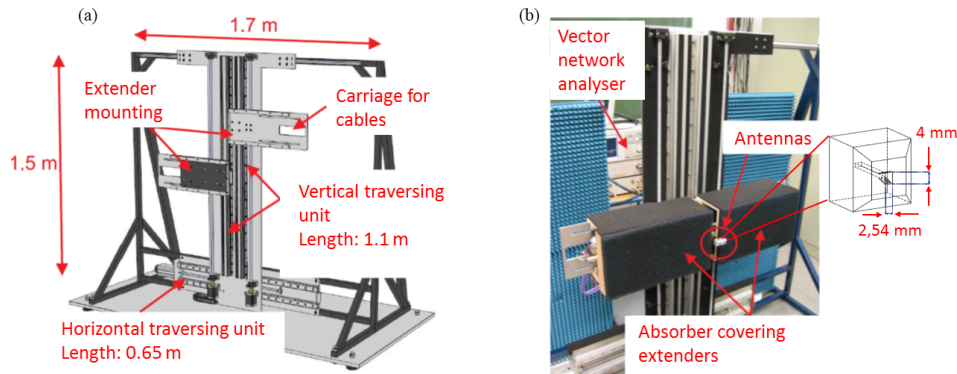 (a)
1.7 m
Extender
mounting
Carriage for
cables
1,5 m
Vertical traversing
unit
Length: 1.1 m
Horizontal traversing unit
Length: 0.65 m
(b)
Vector
network
analyser
Antennas
4 mm
2,54 mm
Absorber covering
extenders